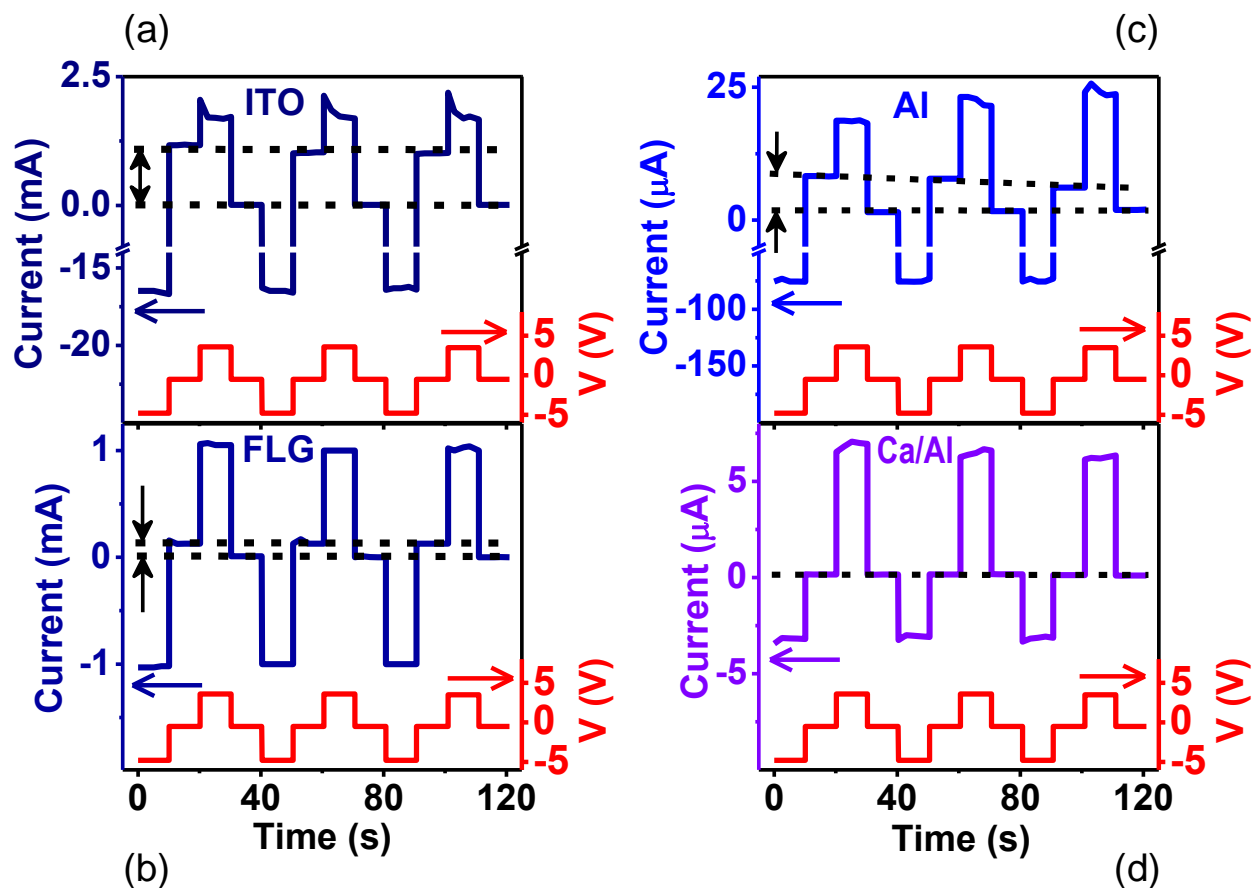 (a)
ITO
2.5
0.0
-15
-20
Current (mA)
5
0
-5
V (V)
(c)
Al
25
0
-100
-150
Current (μA)
5
0
-5
V (V)
FLG
1
0
-1
Current (mA)
5
0
-5
V (V)
0 40 80 120
Time (s)
(b)
Ca/Al
5
0
-5
Current (μA)
5
0
-5
V (V)
0 40 80 120
Time (s)
(d)